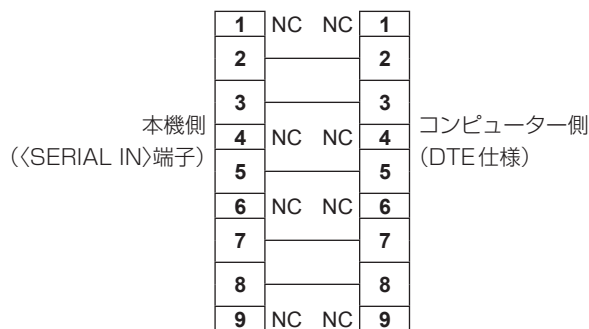 1 NC NC 1
2 2
3 3
本機側
(〈SERIAL IN〉端子)
4 NC NC 4
コンピューター側
(DTE仕様)
5 5
6 NC NC 6
7 7
8 8
9 NC NC 9